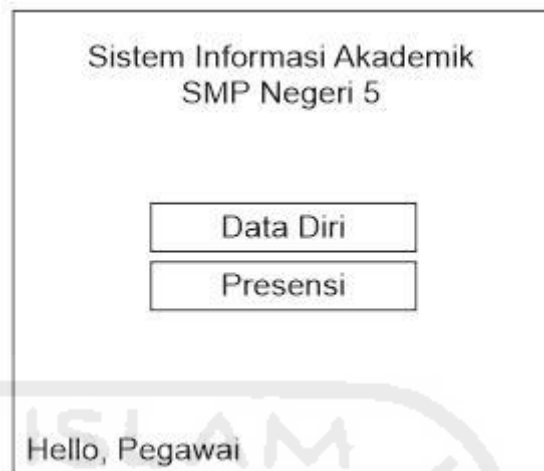 Sistem Informasi Akademik
SMP Negeri 5
Data Diri
Presensi
ISLAM
Hello, Pegawai